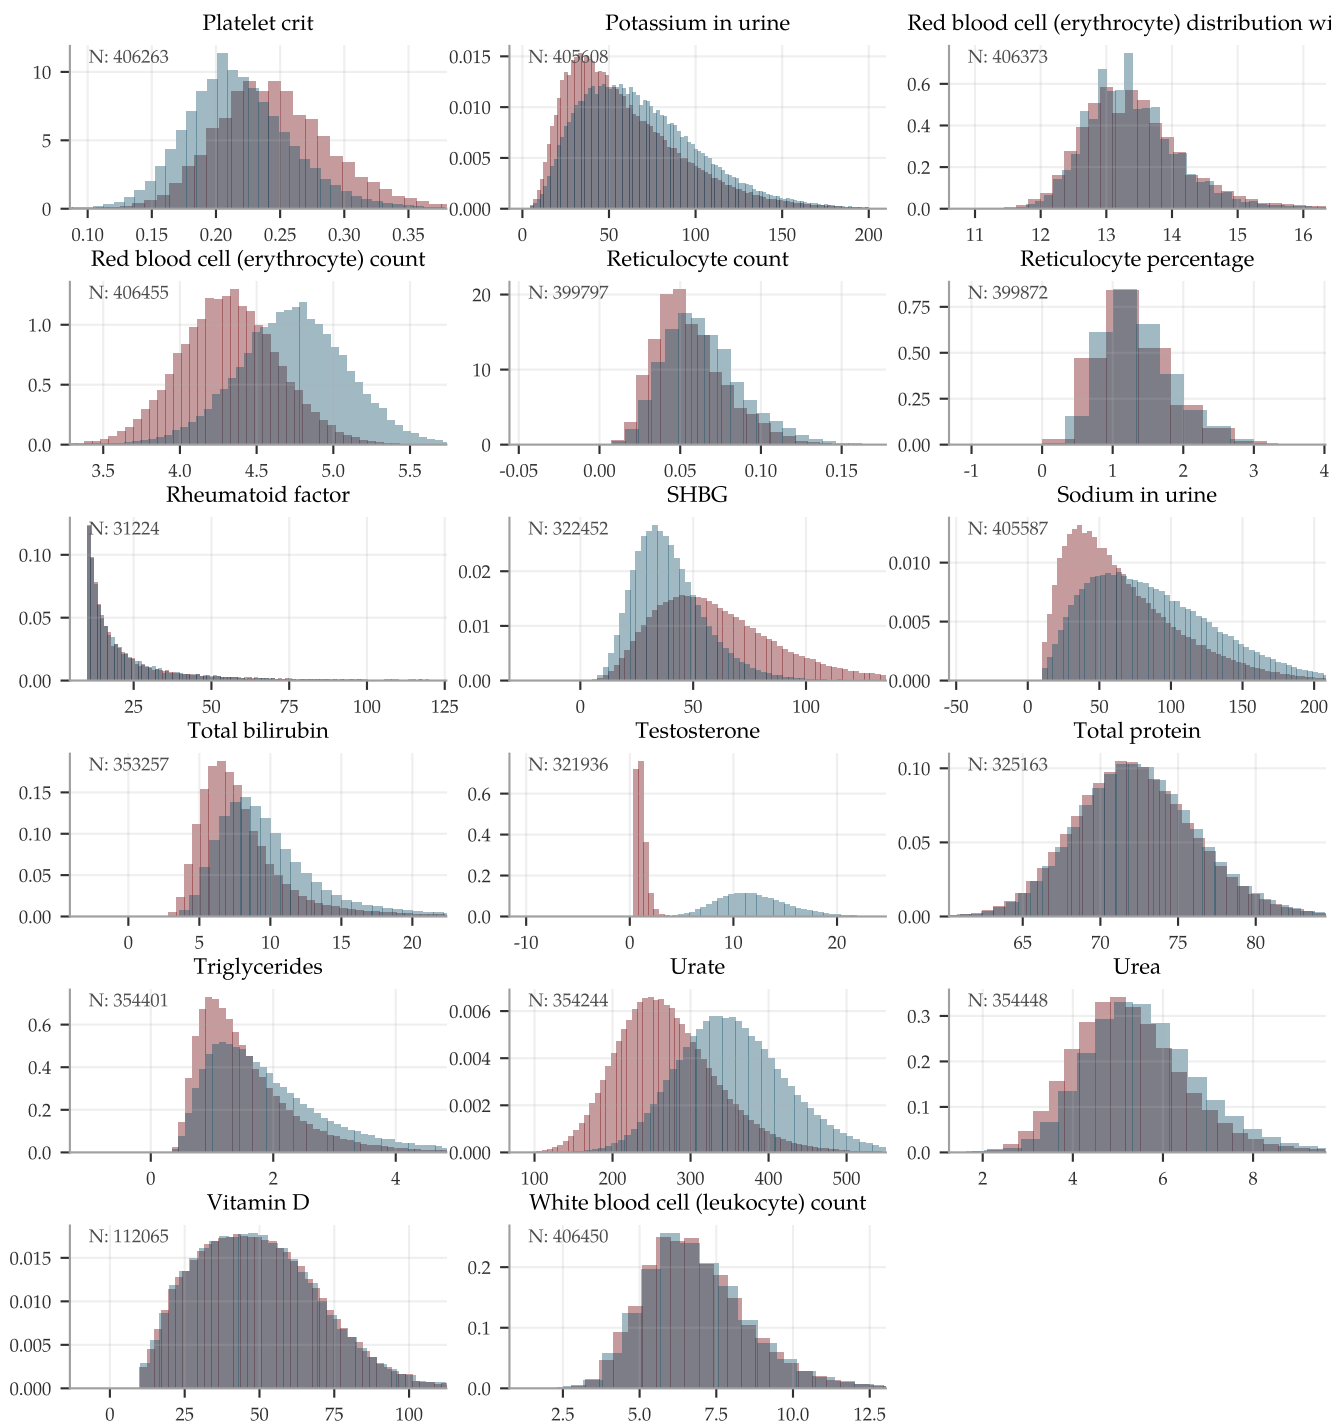 Platelet crit
Potassium in urine
Red blood cell (erythrocyte) distribution wi
N: 406263
N: 405608
N: 406373
10
5
0
0.015
0.010
0.005
0.000
0.6
0.4
0.2
0.0
0.10 0.15 0.20 0.25 0.30 0.35
0 50 100 150 200
11 12 13 14 15 16
Red blood cell (erythrocyte) count
Reticulocyte count
Reticulocyte percentage
N: 406455
N: 399797
N: 399872
1.0
0.5
0.0
20
10
0
0.75
0.50
0.25
0.00
3.5 4.0 4.5 5.0 5.5
-0.05 0.00 0.05 0.10 0.15
-1 0 1 2 3 4
Rheumatoid factor
SHBG
Sodium in urine
N: 31224
N: 322452
N: 405587
0.10
0.05
0.00
0.02
0.01
0.00
0.010
0.005
0.000
25 50 75 100 125
0 50 100
-50 0 50 100 150 200
Total bilirubin
Testosterone
Total protein
N: 353257
N: 321936
N: 325163
0.15
0.10
0.05
0.00
0.6
0.4
0.2
0.0
0.10
0.05
0.00
0 5 10 15 20
-10 0 10 20
65 70 75 80
Triglycerides
Urate
Urea
N: 354401
N: 354244
N: 354448
0.6
0.4
0.2
0.0
0.006
0.004
0.002
0.000
0.3
0.2
0.1
0.0
0 2 4
100 200 300 400 500
2 4 6 8
Vitamin D
White blood cell (leukocyte) count
N: 112065
N: 406450
0.015
0.010
0.005
0.000
0.2
0.1
0.0
0 25 50 75 100
2.5 5.0 7.5 10.0 12.5